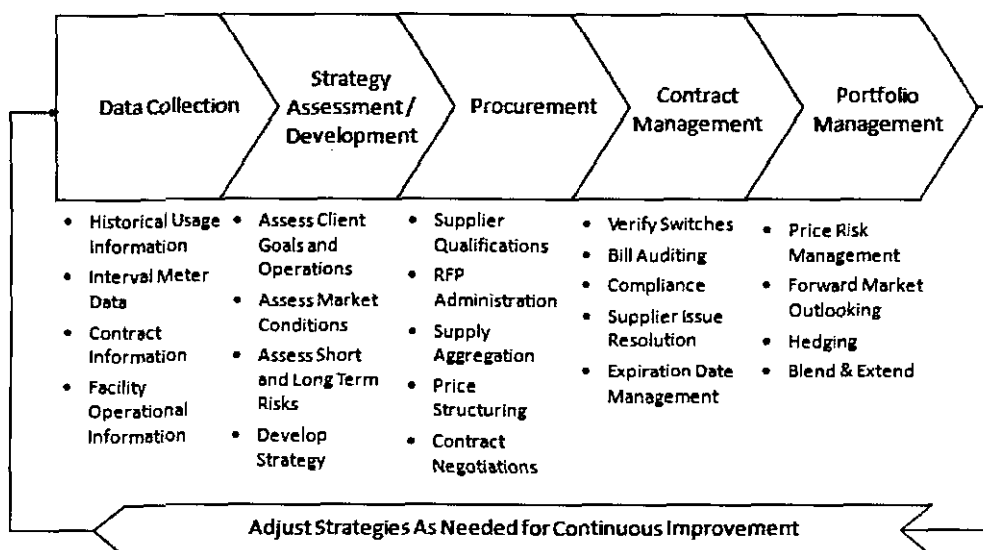 Data Collection
Strategy
Assessment /
Development
Procurement
Contract
Management
Portfolio
Management
• Historical Usage
Information
• Interval Meter
Data
• Contract
Information
• Facility
Operational
Information
• Assess Client
Goals and
Operations
• Assess Market
Conditions
• Assess Short
and Long Term
Risks
• Develop
Strategy
• Supplier
Qualifications
• RFP
Administration
• Supply
Aggregation
• Price
Structuring
• Contract
Negotiations
• Verify Switches
• Bill Auditing
• Compliance
• Supplier Issue
Resolution
• Expiration Date
Management
• Price Risk
Management
• Forward Market
Outlooking
• Hedging
• Blend & Extend
Adjust Strategies As Needed for Continuous Improvement